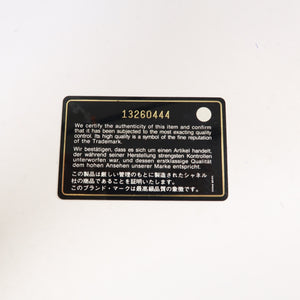 13260444
We certify the authenticity of this item and confirm
that it has been subjected to the most exacting quality
control. Its high quality is a symbol of the fine reputation
of the Trademark.
Wir bestätigen, dass es sich um einen Artikel handelt,
der während seiner Herstellung strengsten Kontrollen
unterworfen war, und dessen erstklassige Qualität
dem hohen Ansehen unserer Marke entspricht.
この製品は厳しい管理のもとに製造されたシャネル
社の商品であることを証明いたします。
このブランド・マークは最高級品質の象徴です。